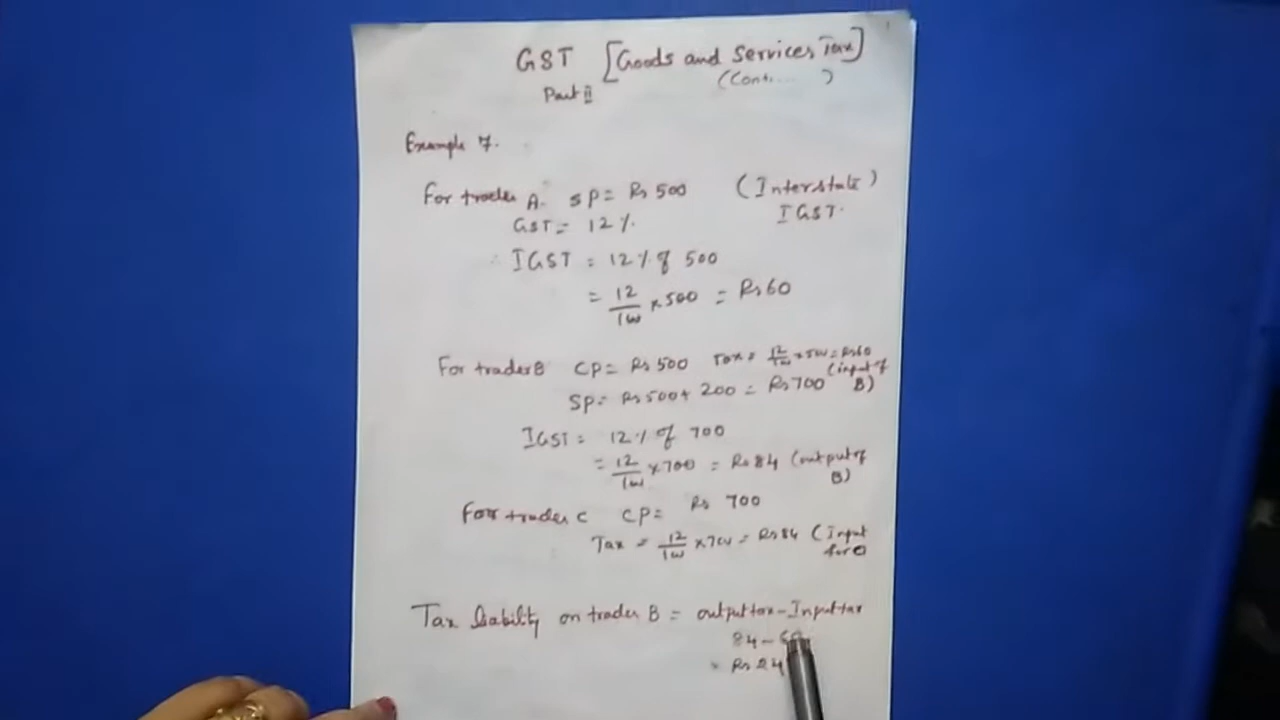 GST [Goods and Services Tax]
(Cont.... )
Part II
Example 7.
For trader A. SP = Rs 500 (Interstate)
GST = 12 %. IGST.
∴ IGST = 12 % of 500
= 12/100 x 500 = Rs 60
For trader B CP = Rs 500 Tax = 12/100 x 500 = Rs 60
(input of B)
SP = Rs 500 + 200 = Rs 700
IGST = 12 % of 700
= 12/100 x 700 = Rs 84 (output of B)
For trader C CP = Rs 700
Tax = 12/100 x 700 = Rs 84 (Input for C)
Tax liability on trader B = output tax - Input tax
84 - 60
= Rs 24